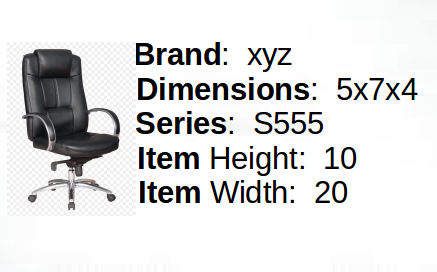 Brand: xyz
Dimensions: 5x7x4
Series: S555
Item Height: 10
Item Width: 20